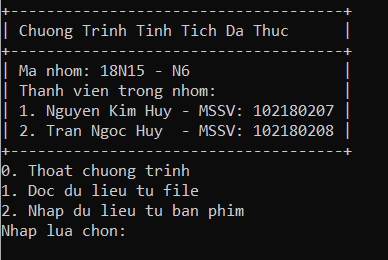 +-----------------------------------+
| Chuong Trinh Tinh Tich Da Thuc    |
+-----------------------------------+
| Ma nhom: 18N15 - N6               |
| Thanh vien trong nhom:            |
| 1. Nguyen Kim Huy - MSSV: 102180207 |
| 2. Tran Ngoc Huy  - MSSV: 102180208 |
+-----------------------------------+
0. Thoat chuong trinh
1. Doc du lieu tu file
2. Nhap du lieu tu ban phim
Nhap lua chon: